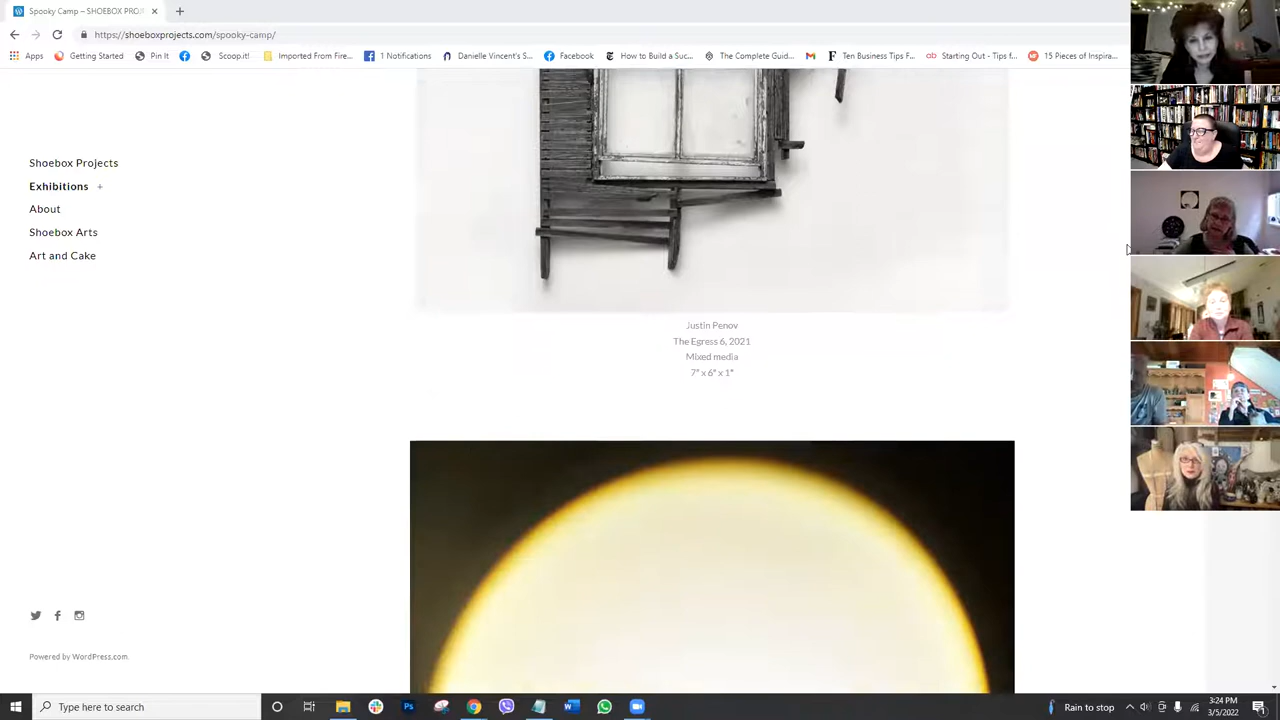 Spooky Camp – SHOEBOX PRO
https://shoeboxprojects.com/spooky-camp/
Apps
Getting Started
Pin It
Scoop.it!
Imported From Fire...
1 Notifications
Danielle Vincent's S...
Facebook
How to Build a Suc...
The Complete Guid...
Ten Business Tips F...
Starting Out - Tips f...
15 Pieces of Inspira...
Shoebox Projects
Exhibitions +
About
Shoebox Arts
Art and Cake
Justin Penov
The Egress 6, 2021
Mixed media
7" x 6" x 1"
Powered by WordPress.com.
Type here to search
Rain to stop
3:24 PM
3/5/2022